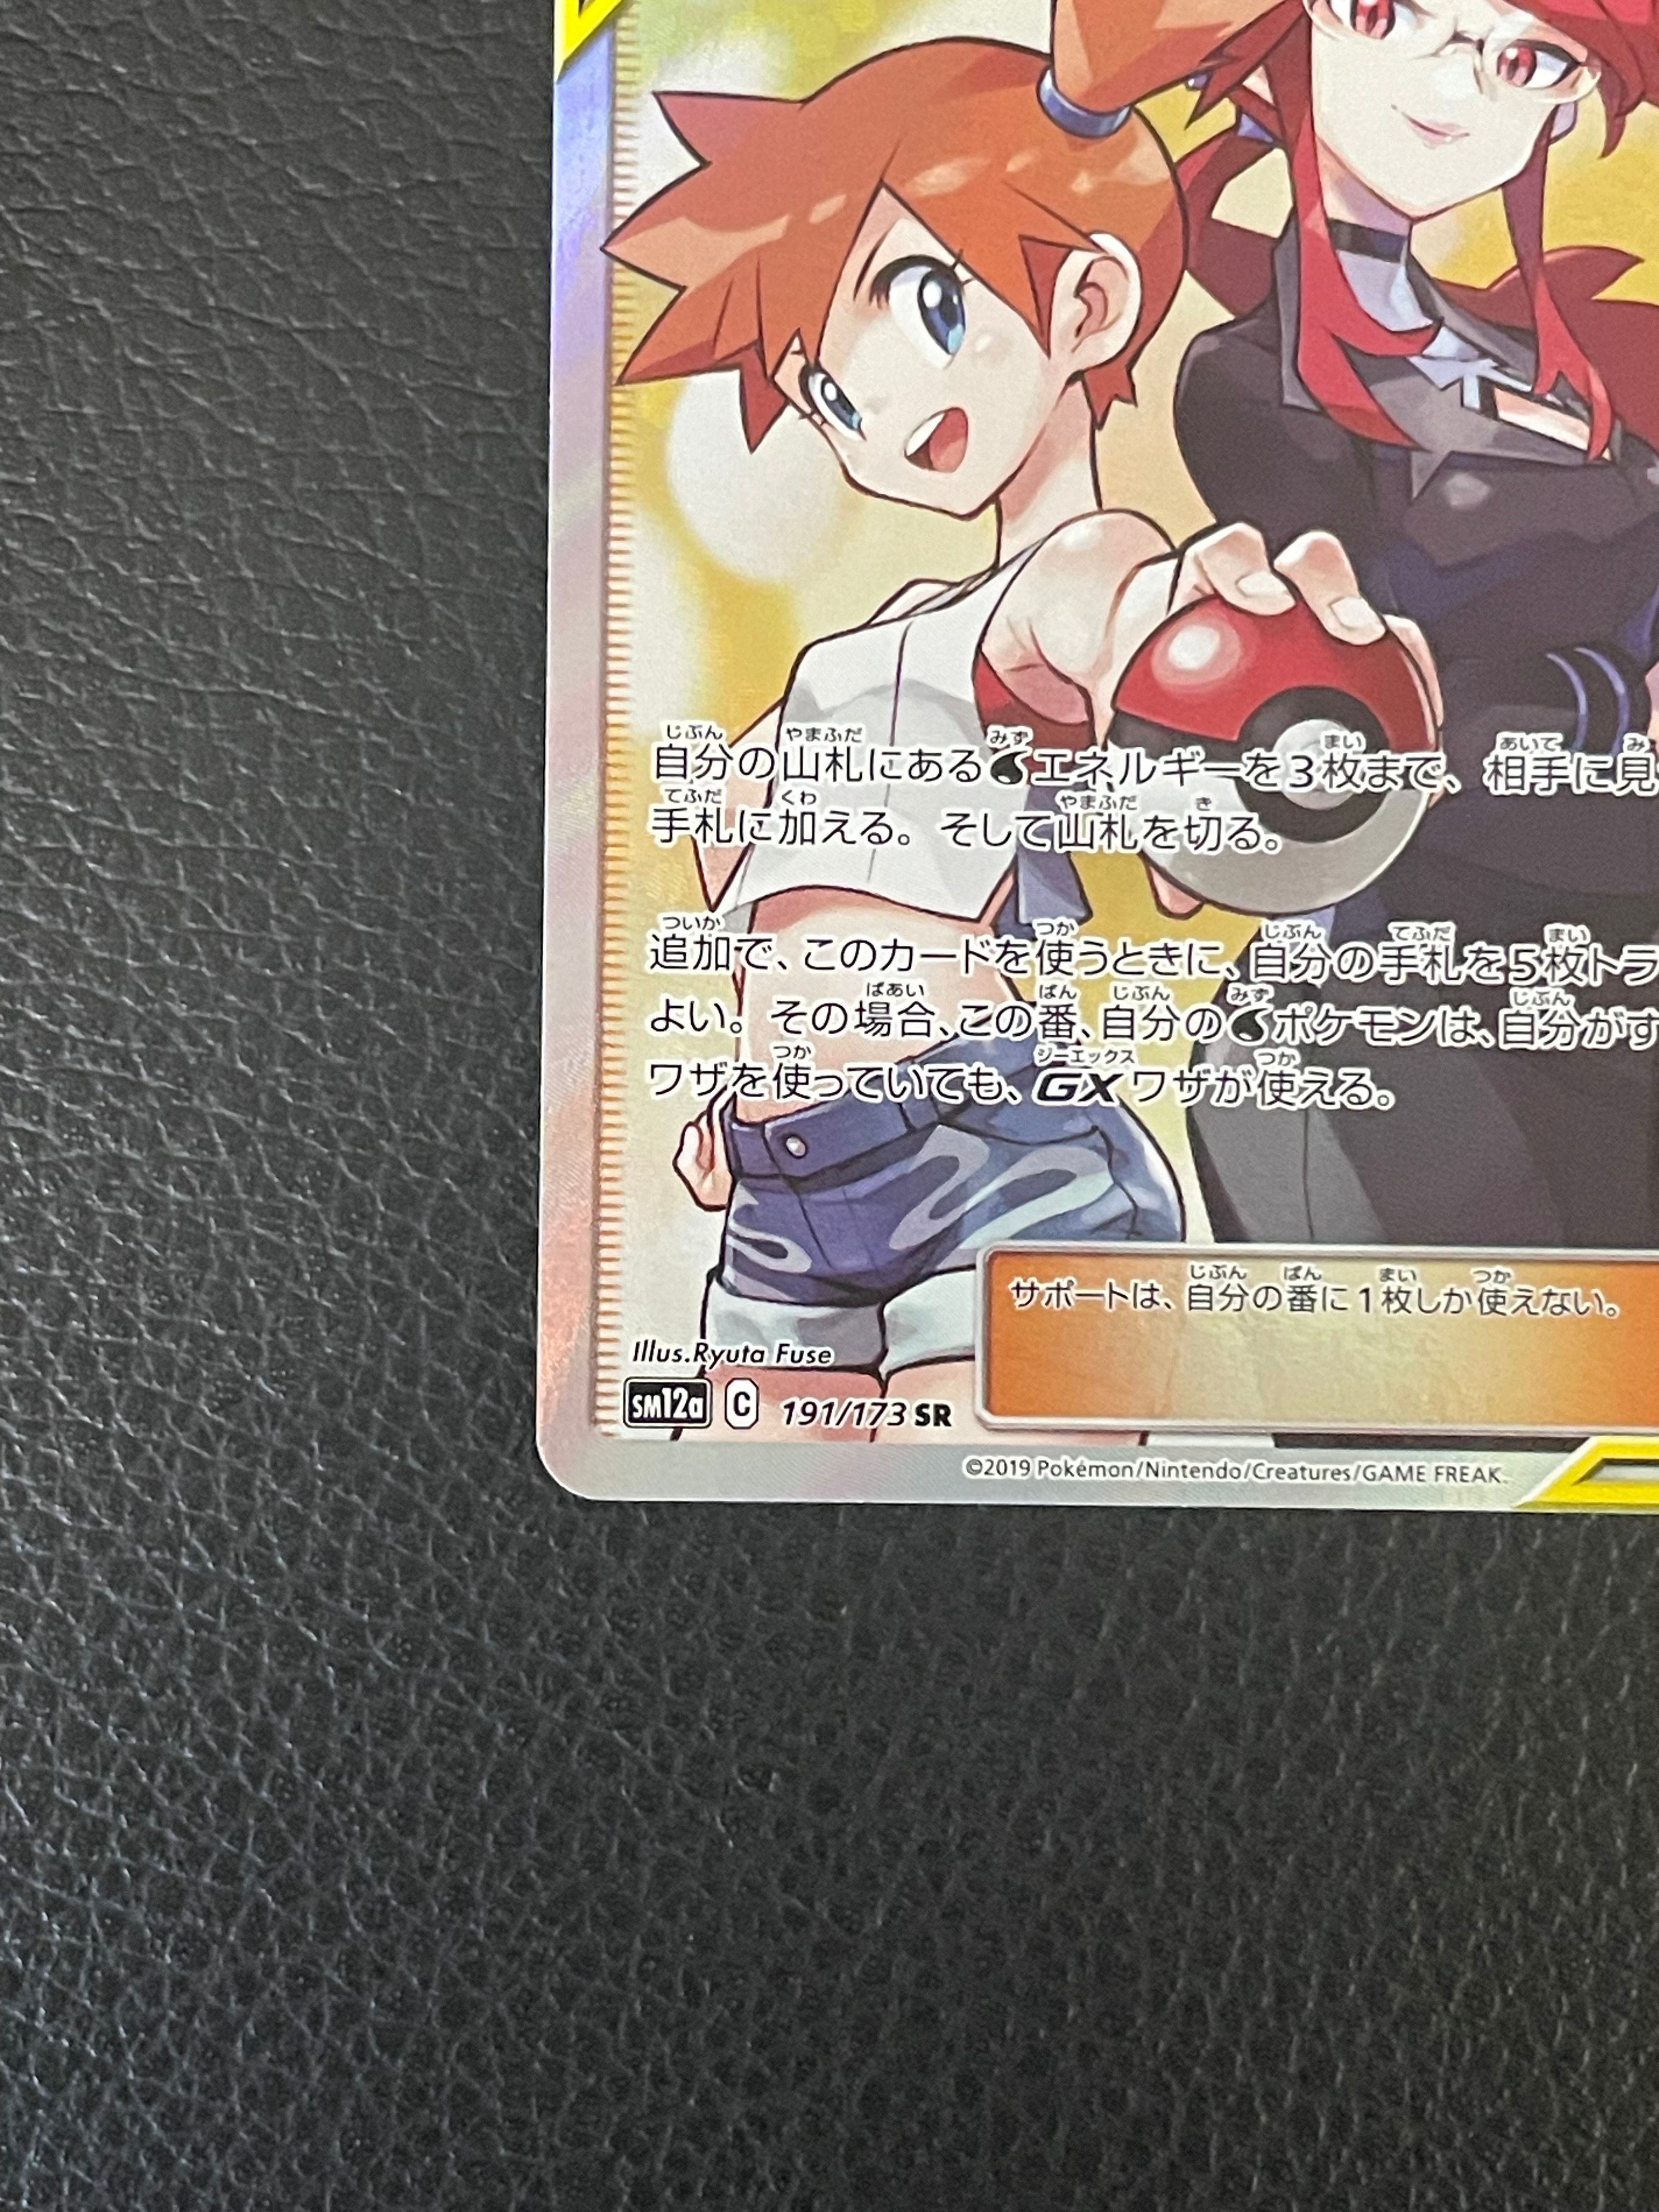 自分の山札にあるエネルギーを3枚まで、相手に見
手札に加える。そして山札を切る。
追加で、このカードを使うときに、自分の手札を5枚トラ
よい。その場合、この番、自分のポケモンは、自分がす
ワザを使っていても、GXワザが使える。
サポートは、自分の番に1枚しか使えない。
Illus.Ryuta Fuse
SM12a C 191/173 SR
©2019 Pokémon/Nintendo/Creatures/GAME FREAK.